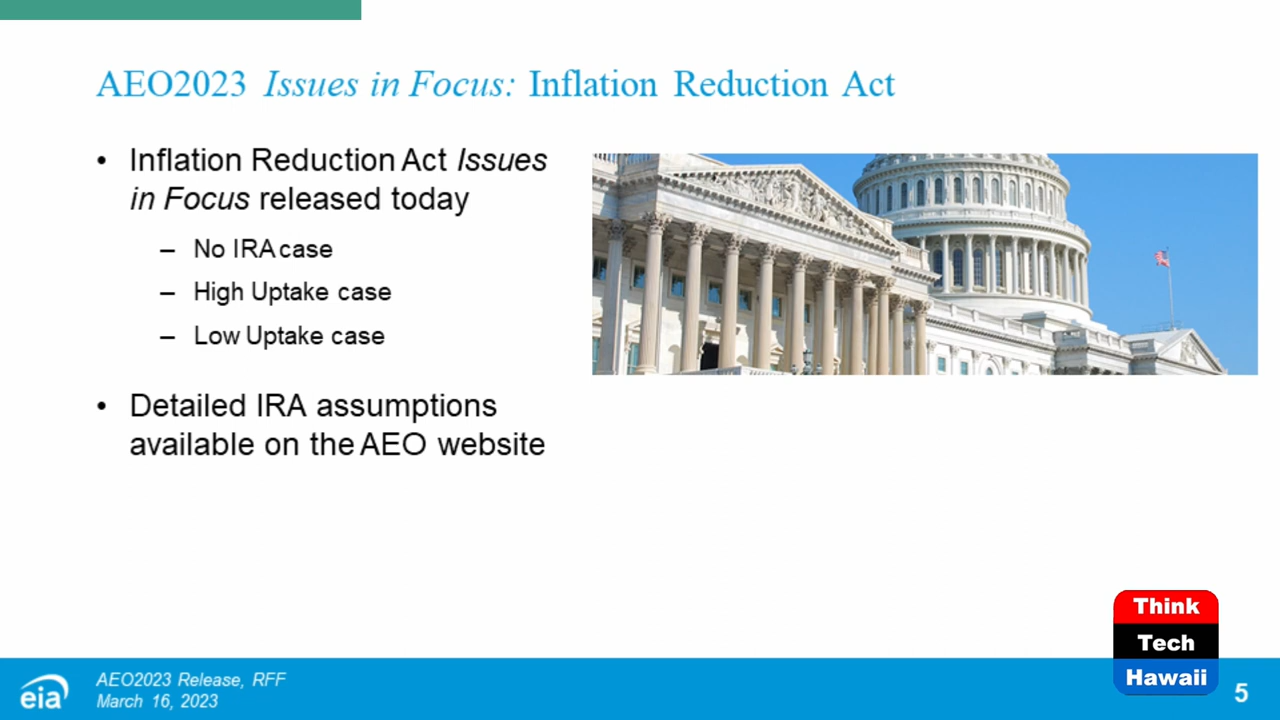 AEO2023 Issues in Focus: Inflation Reduction Act
• Inflation Reduction Act Issues
in Focus released today
– No IRA case
– High Uptake case
– Low Uptake case
• Detailed IRA assumptions
available on the AEO website
Think
Tech
Hawaii
eia
AEO2023 Release, RFF
March 16, 2023
5